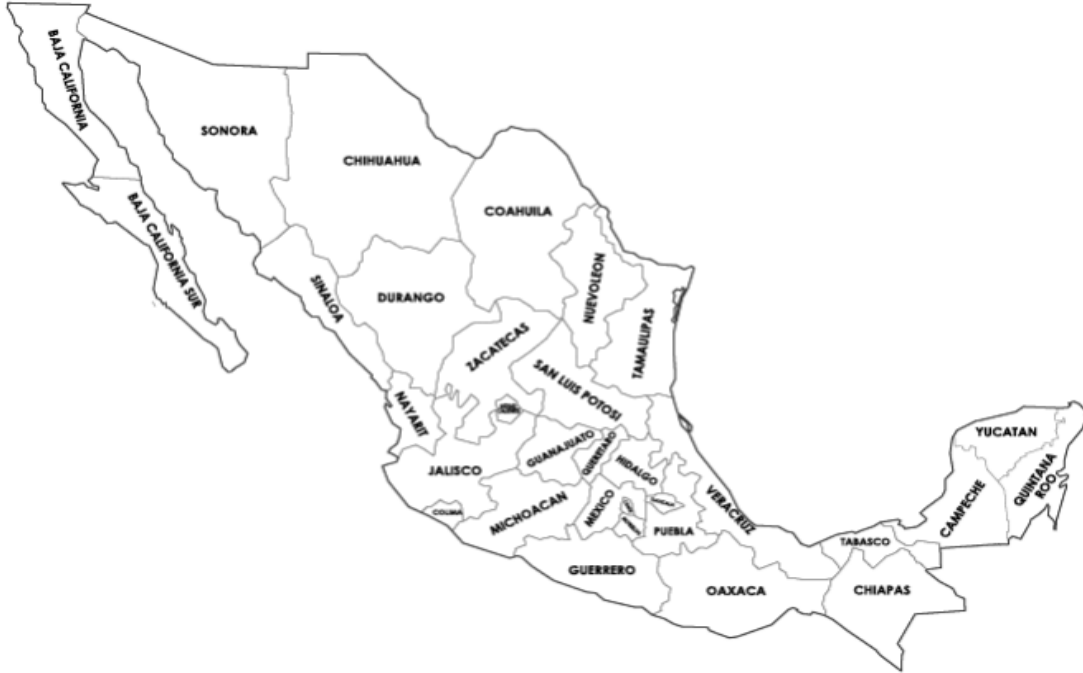 BAJA CALIFORNIA
SONORA
CHIHUAHUA
COAHUILA
BAJA CALIFORNIA SUR
SINALOA
DURANGO
NUEVOLEON
TAMAULIPAS
ZACATECAS
SAN LUIS POTOSI
NAYARIT
JALISCO
GUANAJUATO
QUERETARO
HIDALGO
COLIMA
MICHOACAN
MEXICO
PUEBLA
VERACRUZ
GUERRERO
OAXACA
TABASCO
CHIAPAS
CAMPECHE
YUCATAN
QUINTANA
ROO